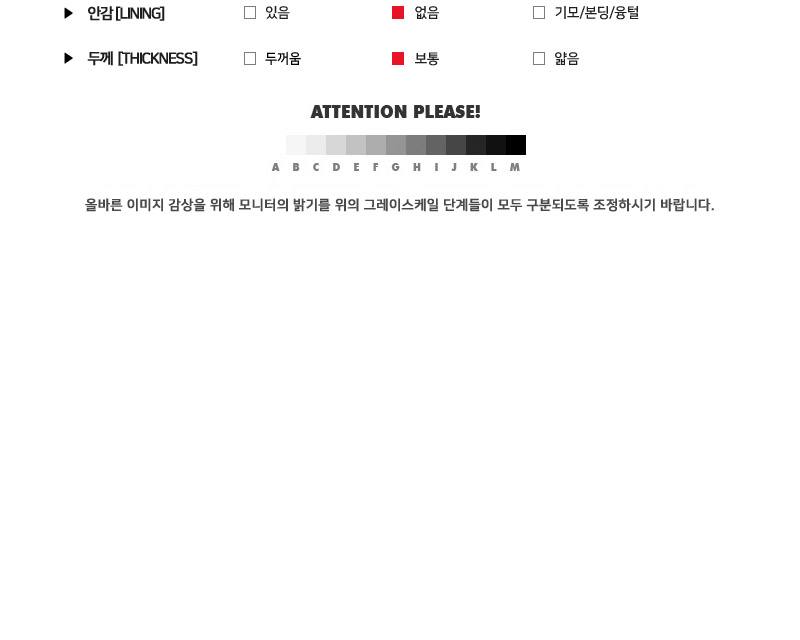 ▶ 안감 [LINING] □ 있음 ■ 없음 □ 기모/본딩/융털
▶ 두께 [THICKNESS] □ 두꺼움 ■ 보통 □ 얇음
ATTENTION PLEASE!
A B C D E F G H I J K L M
올바른 이미지 감상을 위해 모니터의 밝기를 위의 그레이스케일 단계들이 모두 구분되도록 조정하시기 바랍니다.